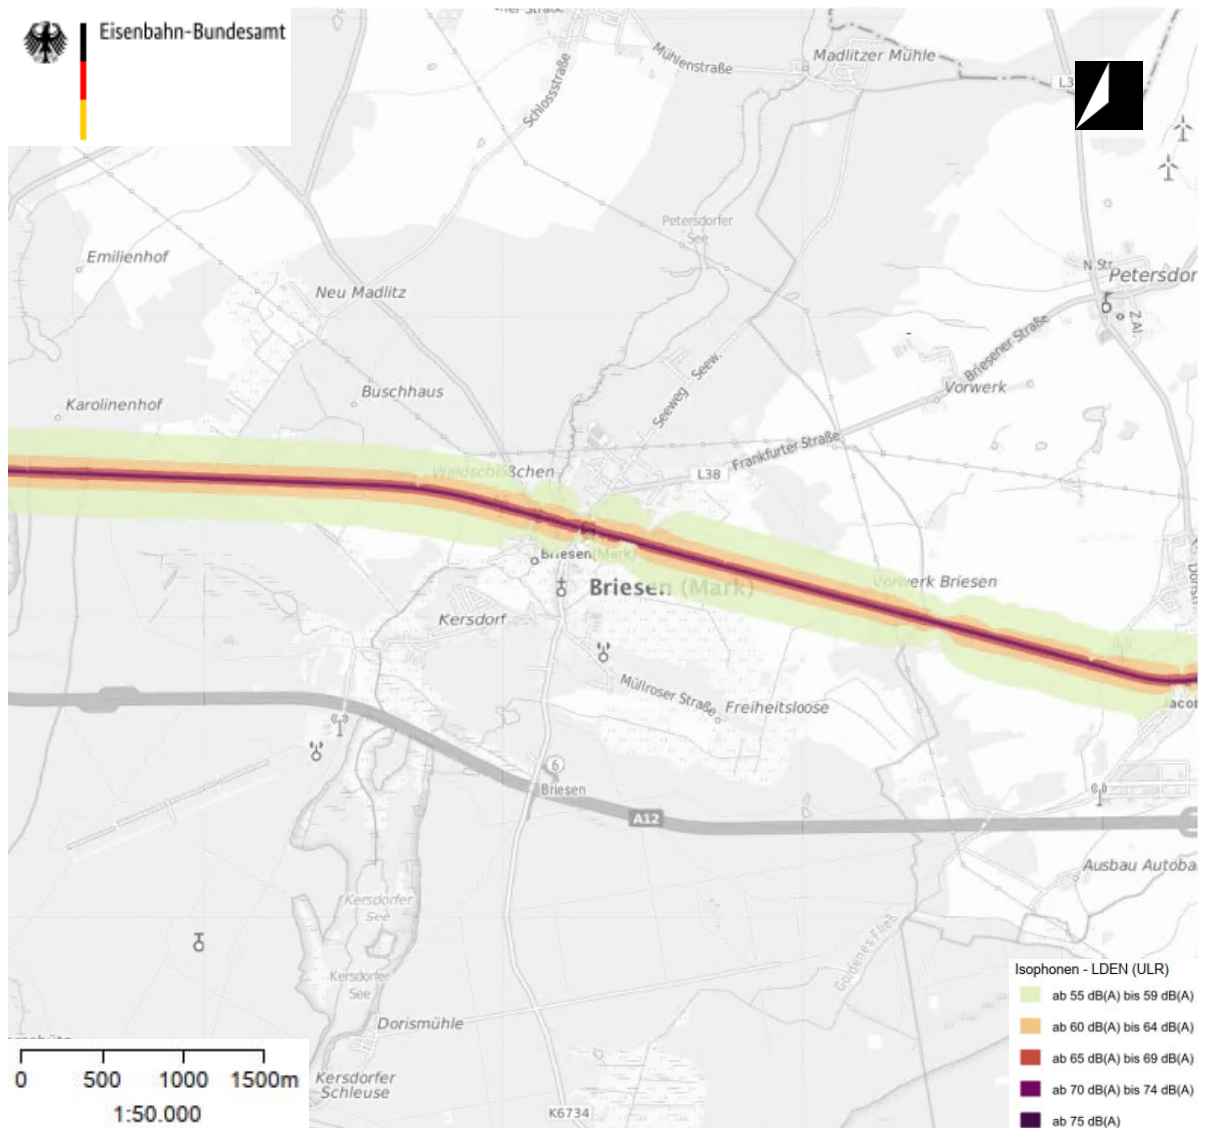 Eisenbahn-Bundesamt
Schlossstraße
Mühlenstraße
Madlitzer Mühle
Petersdorfer
See
Emilienhof
Neu Madlitz
N Str.
Petersdor
Z.Al
Briesener Straße
Vorwerk
Buschhaus
Karolinenhof
Seeweg
Seew.
Frankfurter Straße
L38
Waldschlößchen
Briesen (Mark)
Briesen (Mark)
Vorwerk Briesen
Kersdorf
Müllroser Straße
Freiheitsloose
6
Briesen
A12
Ausbau Autoba
Kersdorfer
See
Goldenes Fließ
Kersdorfer
See
Dorismühle
Kersdorfer
Schleuse
K6734
0 500 1000 1500m
1:50.000
Isophonen - LDEN (ULR)
ab 55 dB(A) bis 59 dB(A)
ab 60 dB(A) bis 64 dB(A)
ab 65 dB(A) bis 69 dB(A)
ab 70 dB(A) bis 74 dB(A)
ab 75 dB(A)